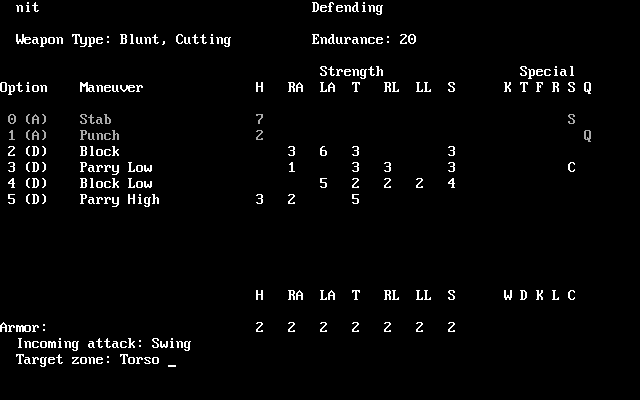 nit Defending
Weapon Type: Blunt, Cutting Endurance: 20
Strength Special
Option Maneuver H RA LA T RL LL S K T F R S Q
0 (A) Stab 7 S
1 (A) Punch 2 Q
2 (D) Block 3 6 3 3
3 (D) Parry Low 1 3 3 3 C
4 (D) Block Low 5 2 2 2 4
5 (D) Parry High 3 2 5
H RA LA T RL LL S W D K L C
Armor: 2 2 2 2 2 2 2
Incoming attack: Swing
Target zone: Torso _